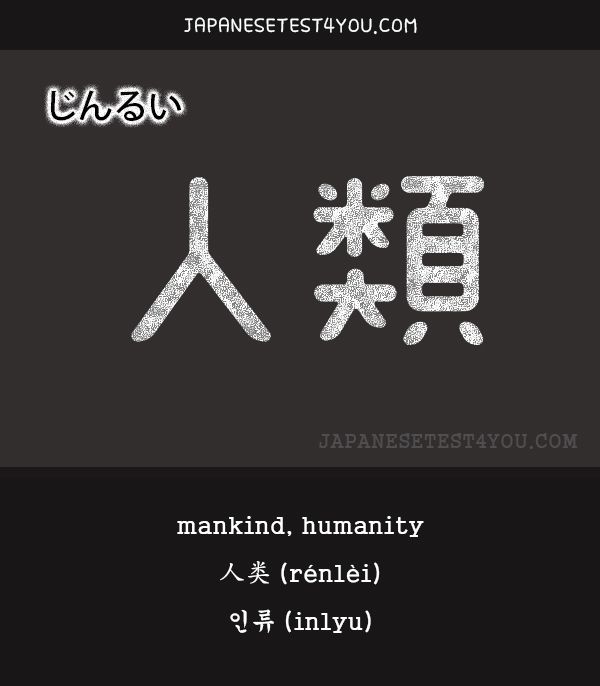 JAPANESETEST4YOU.COM
じんるい
人類
JAPANESETEST4YOU.COM
mankind, humanity
人类 (rénlèi)
인류 (inlyu)